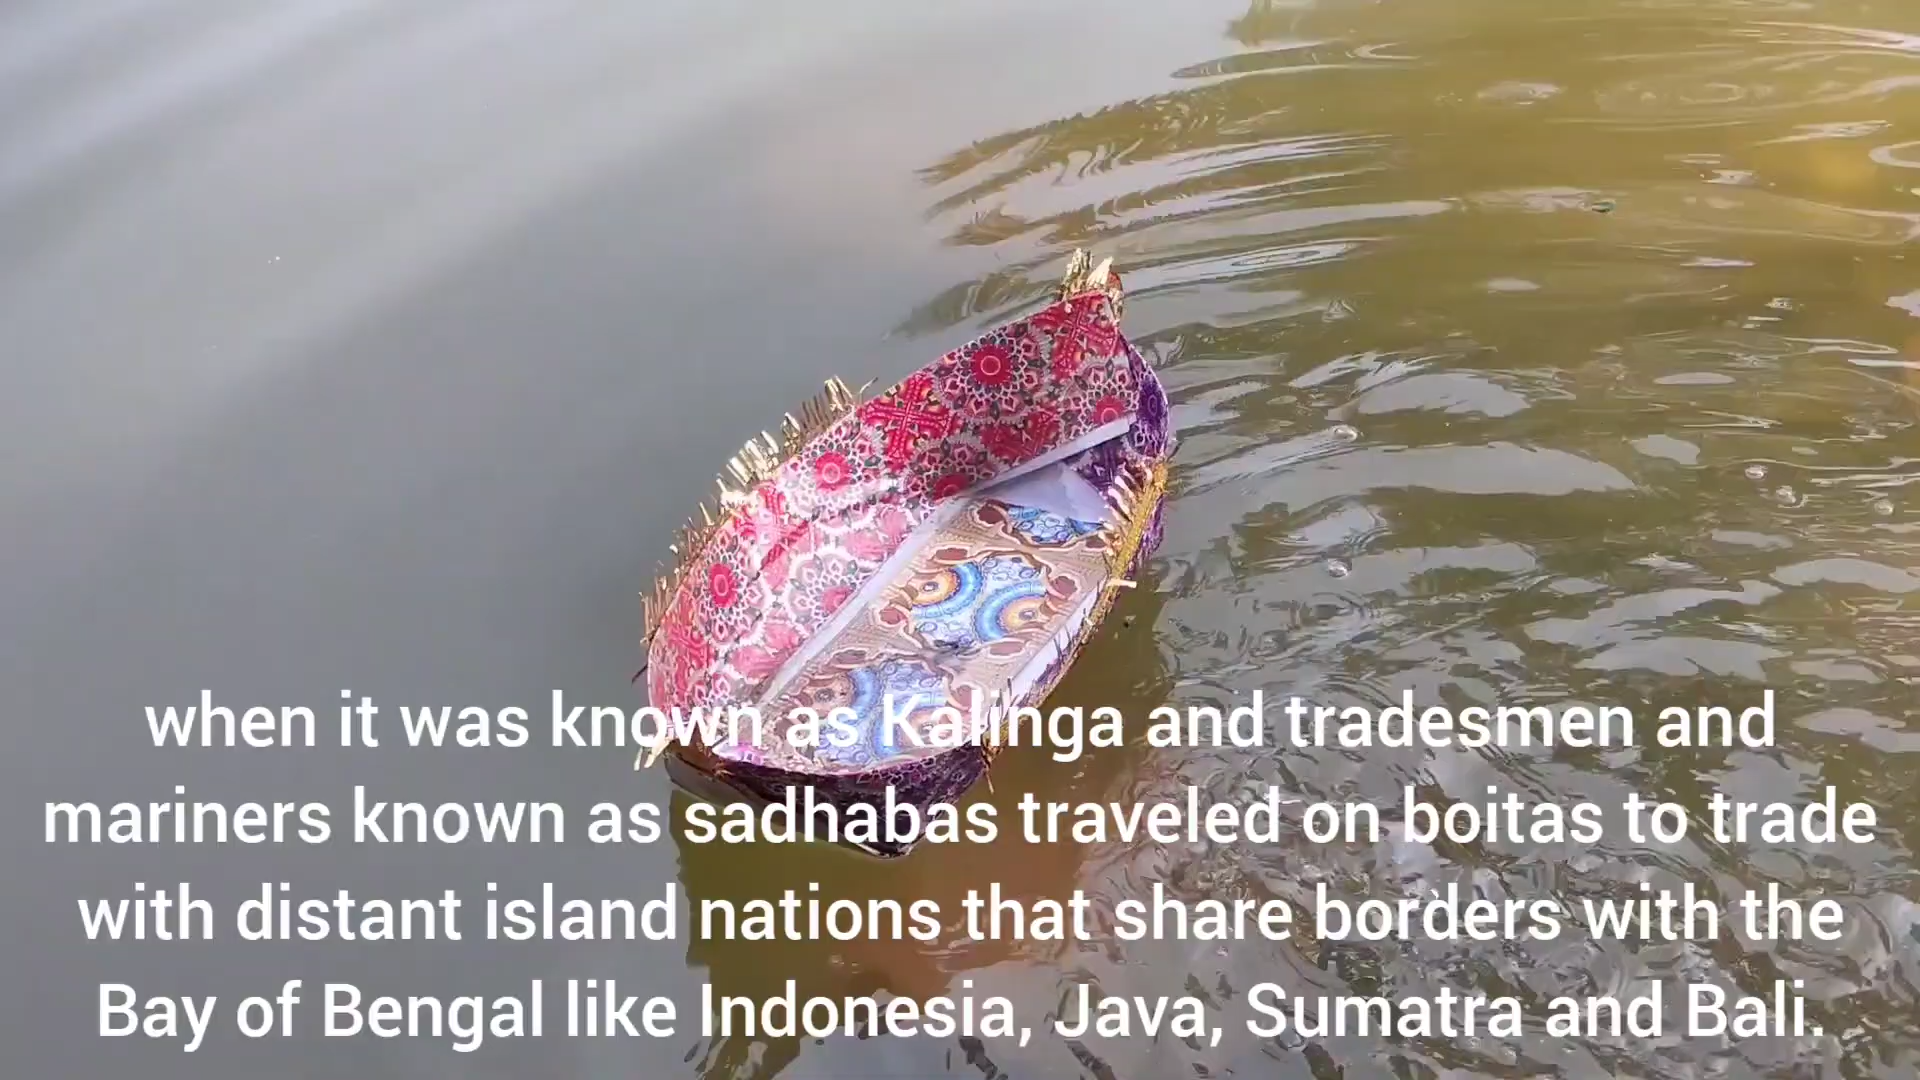 when it was known as Kalinga and tradesmen and
mariners known as sadhabas traveled on boitas to trade
with distant island nations that share borders with the
Bay of Bengal like Indonesia, Java, Sumatra and Bali.